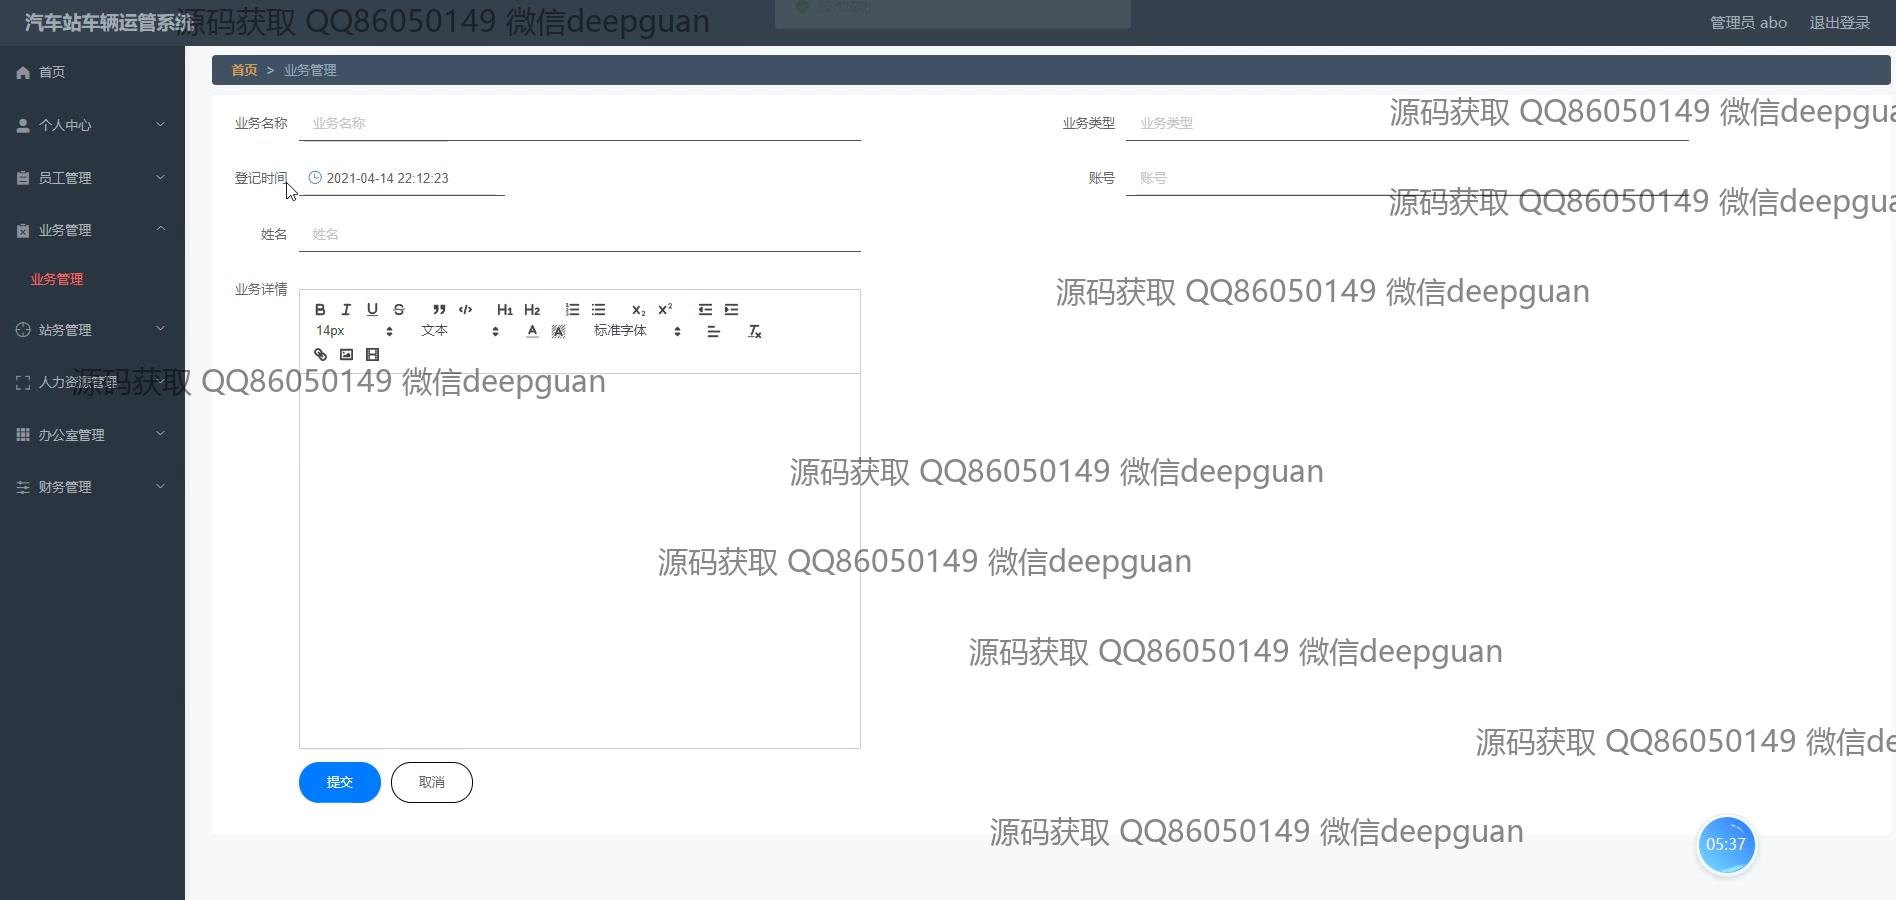 汽车站车辆运管系统
源码获取 QQ86050149 微信deepguan
操作成功
管理员 abo
退出登录
首页
个人中心
员工管理
业务管理
业务管理
站务管理
人力资源管理
办公室管理
财务管理
首页 > 业务管理
业务名称 业务名称
业务类型 业务类型
源码获取 QQ86050149 微信deepgua
登记时间 2021-04-14 22:12:23
账号 账号
源码获取 QQ86050149 微信deepgua
姓名 姓名
业务详情
源码获取 QQ86050149 微信deepguan
B I U S H1 H2 X2 X2
14px 文本 A A 标准字体 Tx
源码获取 QQ86050149 微信deepguan
源码获取 QQ86050149 微信deepguan
源码获取 QQ86050149 微信deepguan
源码获取 QQ86050149 微信deepguan
源码获取 QQ86050149 微信de
提交 取消
源码获取 QQ86050149 微信deepguan
05:37